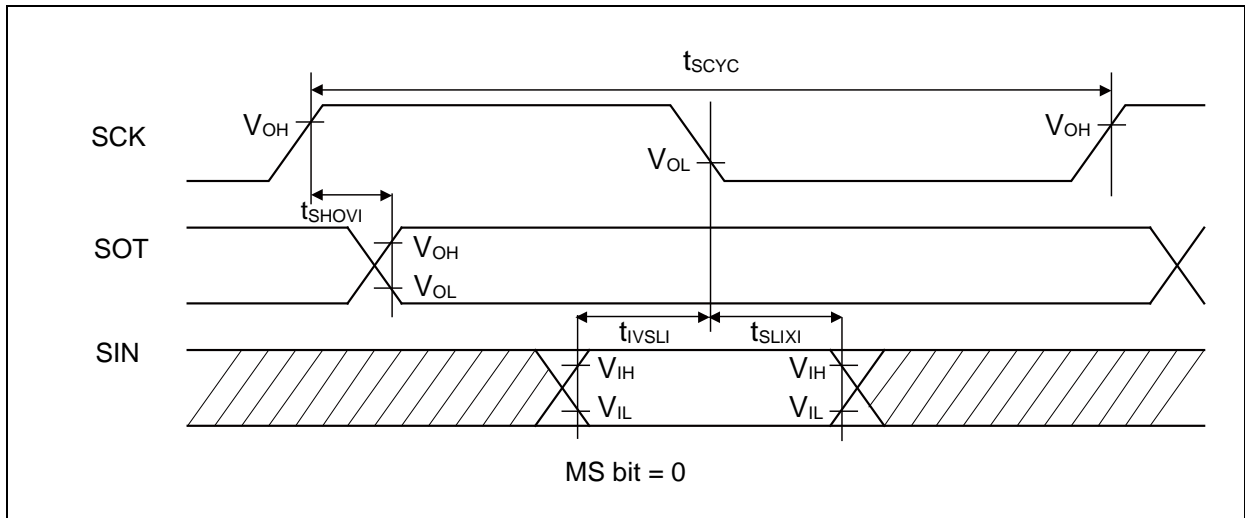 tSCYC
SCK
VOH
VOL
VOH
tSHOVI
SOT
VOH
VOL
tIVSLI
tSLIXI
SIN
VIH
VIH
VIL
VIL
MS bit = 0